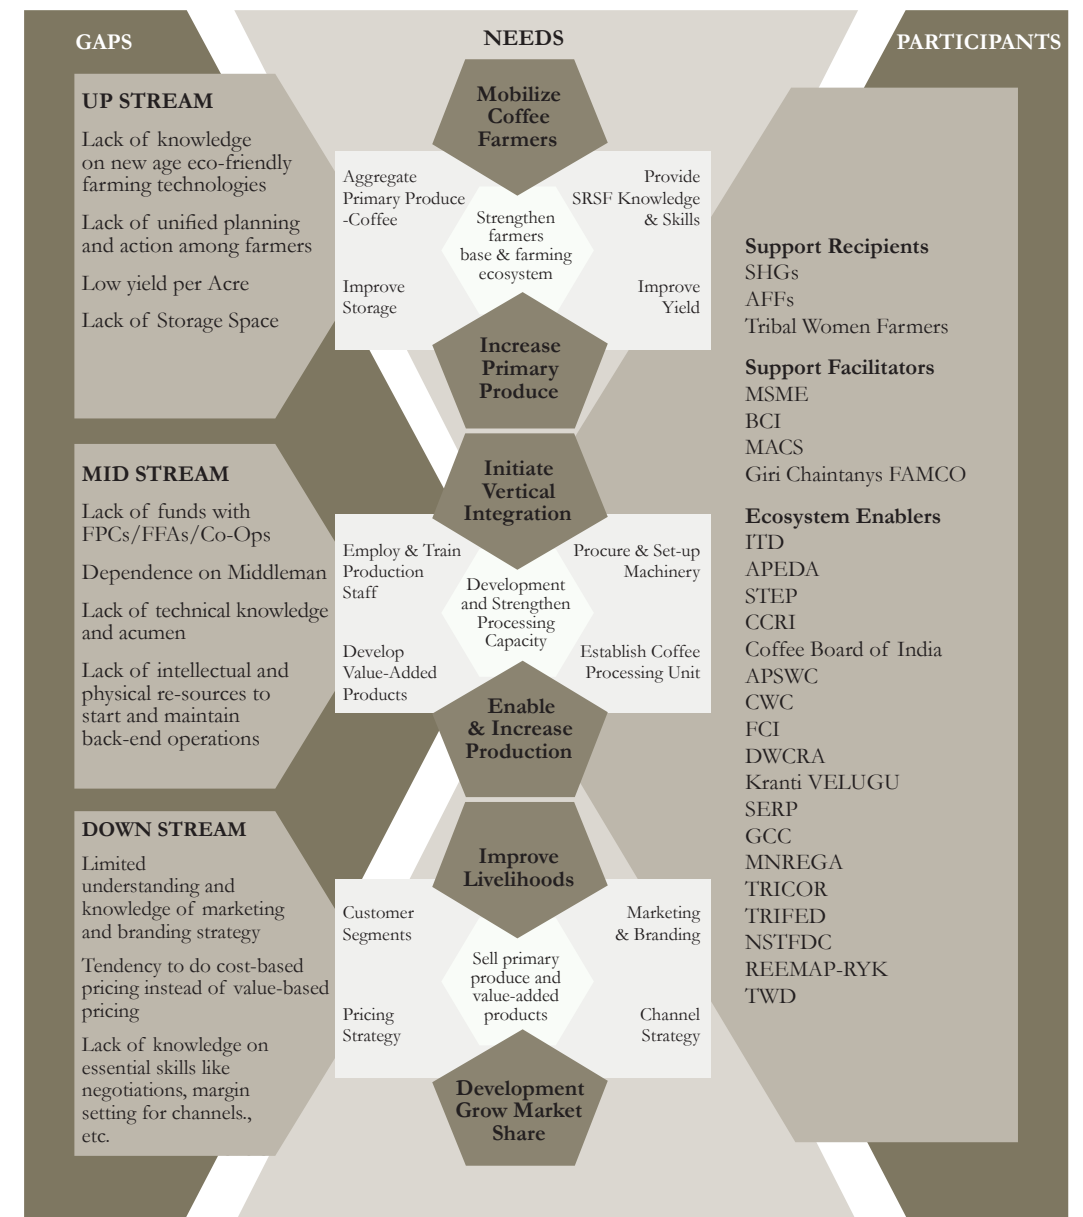 GAPS
UP STREAM
Lack of knowledge
on new age eco-friendly
farming technologies
Lack of unified planning
and action among farmers
Low yield per Acre
Lack of Storage Space
MID STREAM
Lack of funds with
FPCs/FFAs/Co-Ops
Dependence on Middleman
Lack of technical knowledge
and acumen
Lack of intellectual and
physical re-sources to
start and maintain
back-end operations
DOWN STREAM
Limited
understanding and
knowledge of marketing
and branding strategy
Tendency to do cost-based
pricing instead of value-based
pricing
Lack of knowledge on
essential skills like
negotiations, margin
setting for channels.,
etc.
NEEDS
Mobilize
Coffee
Farmers
Aggregate
Primary Produce
-Coffee
Provide
SRSF Knowledge
& Skills
Strengthen
farmers
base & farming
ecosystem
Improve
Storage
Improve
Yield
Increase
Primary
Produce
Initiate
Vertical
Integration
Employ & Train
Production
Staff
Procure & Set-up
Machinery
Development
and Strengthen
Processing
Capacity
Develop
Value-Added
Products
Establish Coffee
Processing Unit
Enable
& Increase
Production
Improve
Livelihoods
Customer
Segments
Marketing
& Branding
Sell primary
produce and
value-added
products
Pricing
Strategy
Channel
Strategy
Development
Grow Market
Share
PARTICIPANTS
Support Recipients
SHGs
AFFs
Tribal Women Farmers
Support Facilitators
MSME
BCI
MACS
Giri Chaintanys FAMCO
Ecosystem Enablers
ITD
APEDA
STEP
CCRI
Coffee Board of India
APSWC
CWC
FCI
DWCRA
Kranti VELUGU
SERP
GCC
MNREGA
TRICOR
TRIFED
NSTFDC
REEMAP-RYK
TWD